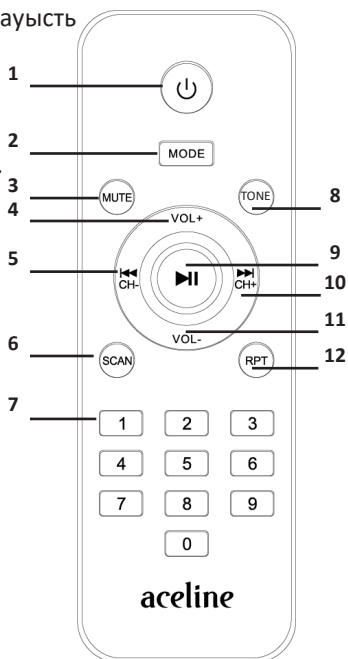 ауысть
1
2
MODE
3
MUTE
TONE
8
4
VOL+
9
5
CH-
CH+
10
11
VOL-
6
SCAN
RPT
12
7
1 2 3
4 5 6
7 8 9
0
aceline